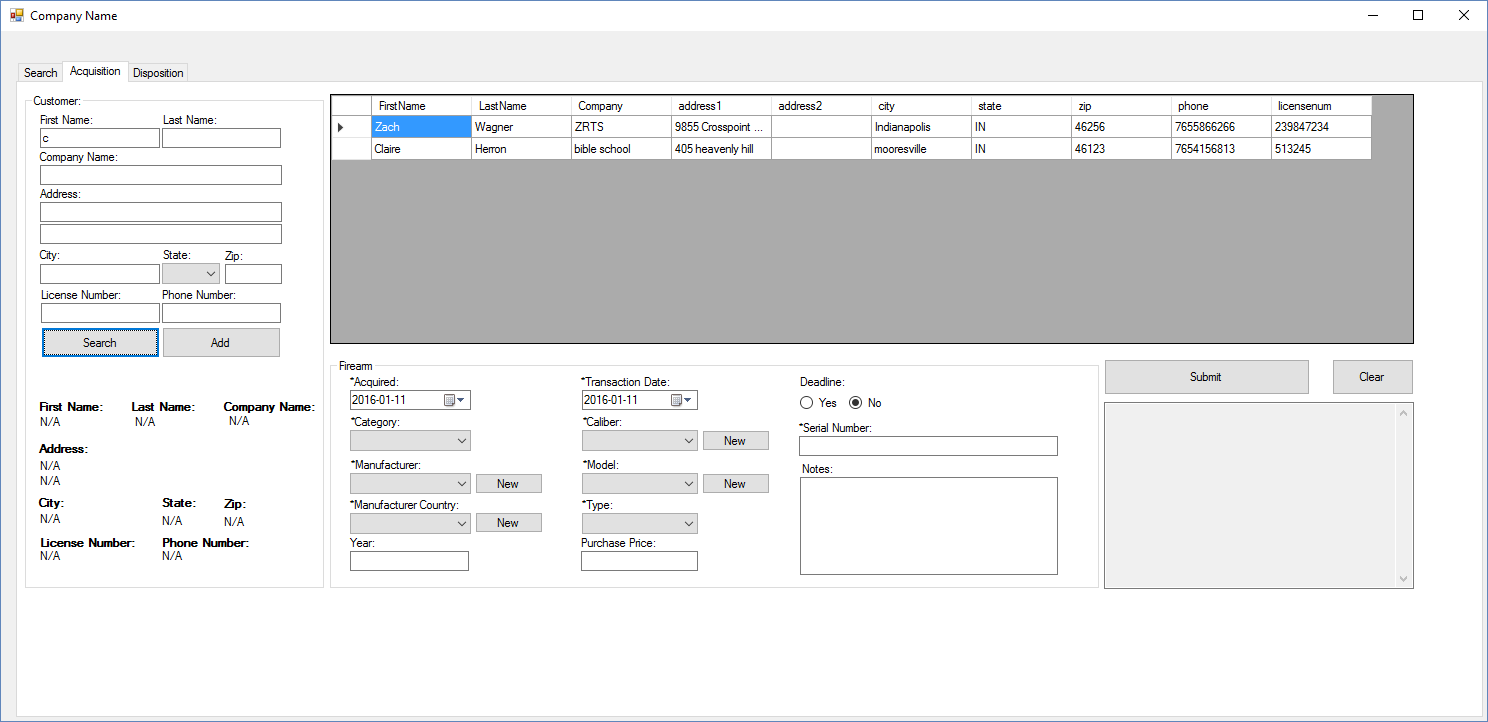 Company Name
Search Acquisition Disposition
Customer:
First Name: Last Name:
c
Company Name:
Address:
City: State: Zip:
License Number: Phone Number:
Search Add
First Name: Last Name: Company Name:
N/A N/A N/A
Address:
N/A
N/A
City: State: Zip:
N/A N/A N/A
License Number: Phone Number:
N/A N/A
FirstName LastName Company address1 address2 city state zip phone licensenum
Zach Wagner ZRTS 9855 Crosspoint ... Indianapolis IN 46256 7655866266 239847234
Claire Herron bible school 405 heavenly hill mooresville IN 46123 7654156813 513245
Firearm
*Acquired: *Transaction Date: Deadline:
2016-01-11 2016-01-11 Yes No
*Category: *Caliber: *Serial Number:
New
*Manufacturer: *Model: Notes:
New New
*Manufacturer Country: *Type:
New
Year: Purchase Price:
Submit Clear